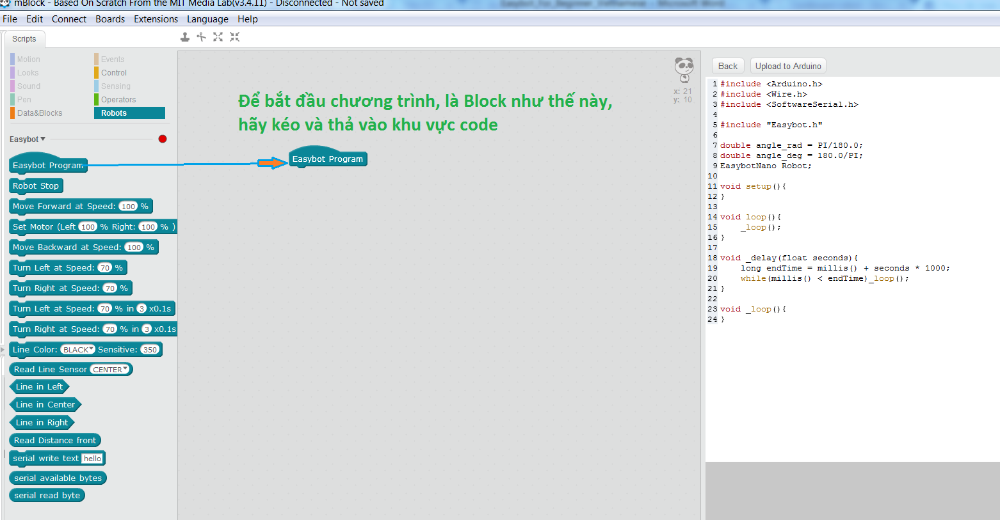 mBlock - Based On Scratch From the MIT Media Lab(v3.4.11) - Disconnected - Not saved
File Edit Connect Boards Extensions Language Help
Scripts
Motion
Looks
Sound
Pen
Data&Blocks
Events
Control
Sensing
Operators
Robots
Easybot
Easybot Program
Robot Stop
Move Forward at Speed: 100 %
Set Motor (Left 100 % Right: 100 % )
Move Backward at Speed: 100 %
Turn Left at Speed: 70 %
Turn Right at Speed: 70 %
Turn Left at Speed: 70 % in 3 x0.1s
Turn Right at Speed: 70 % in 3 x0.1s
Line Color: BLACK Sensitive: 350
Read Line Sensor CENTER
Line in Left
Line in Center
Line in Right
Read Distance front
serial write text hello
serial available bytes
serial read byte
Để bắt đầu chương trình, là Block như thế này,
hãy kéo và thả vào khu vực code
Easybot Program
x: 21
y: 10
Back Upload to Arduino
1 #include <Arduino.h>
2 #include <Wire.h>
3 #include <SoftwareSerial.h>
4
5 #include "Easybot.h"
6
7 double angle_rad = PI/180.0;
8 double angle_deg = 180.0/PI;
9 EasybotNano Robot;
10
11 void setup(){
12 }
13
14 void loop(){
15 _loop();
16 }
17
18 void _delay(float seconds){
19 long endTime = millis() + seconds * 1000;
20 while(millis() < endTime)_loop();
21 }
22
23 void _loop(){
24 }